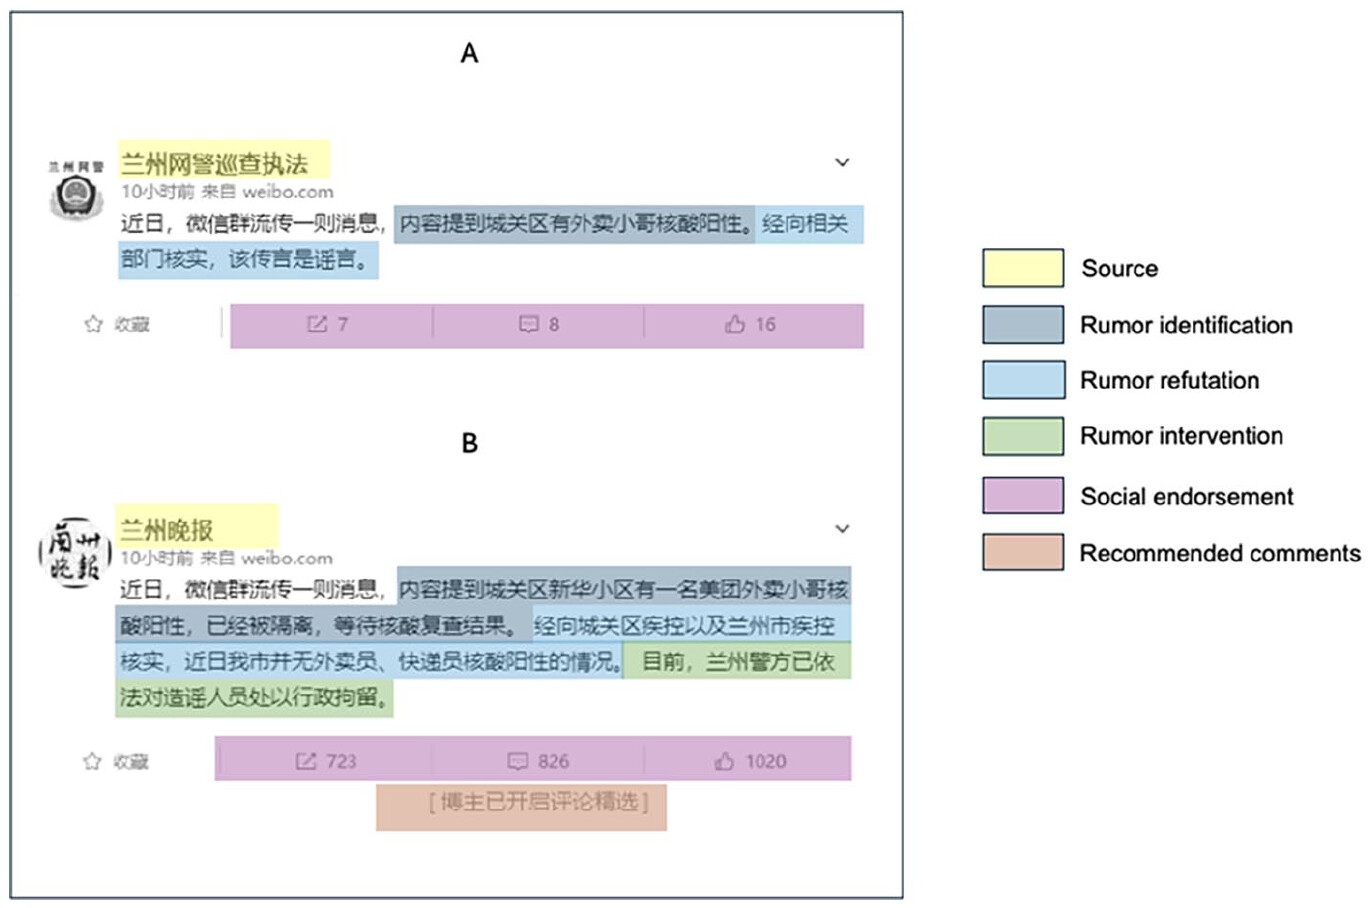 A
兰州网警
兰州网警巡查执法
10小时前 来自 weibo.com
近日，微信群流传一则消息，内容提到城关区有外卖小哥核酸阳性。经向相关
部门核实，该传言是谣言。
收藏 7 8 16
B
兰州晚报
兰州晚报
10小时前 来自 weibo.com
近日，微信群流传一则消息，内容提到城关区新华小区有一名美团外卖小哥核
酸阳性，已经被隔离，等待核酸复查结果。经向城关区疾控以及兰州市疾控
核实，近日我市并无外卖员、快递员核酸阳性的情况。目前，兰州警方已依
法对造谣人员处以行政拘留。
收藏 723 826 1020
[ 博主已开启评论精选 ]
Source
Rumor identification
Rumor refutation
Rumor intervention
Social endorsement
Recommended comments